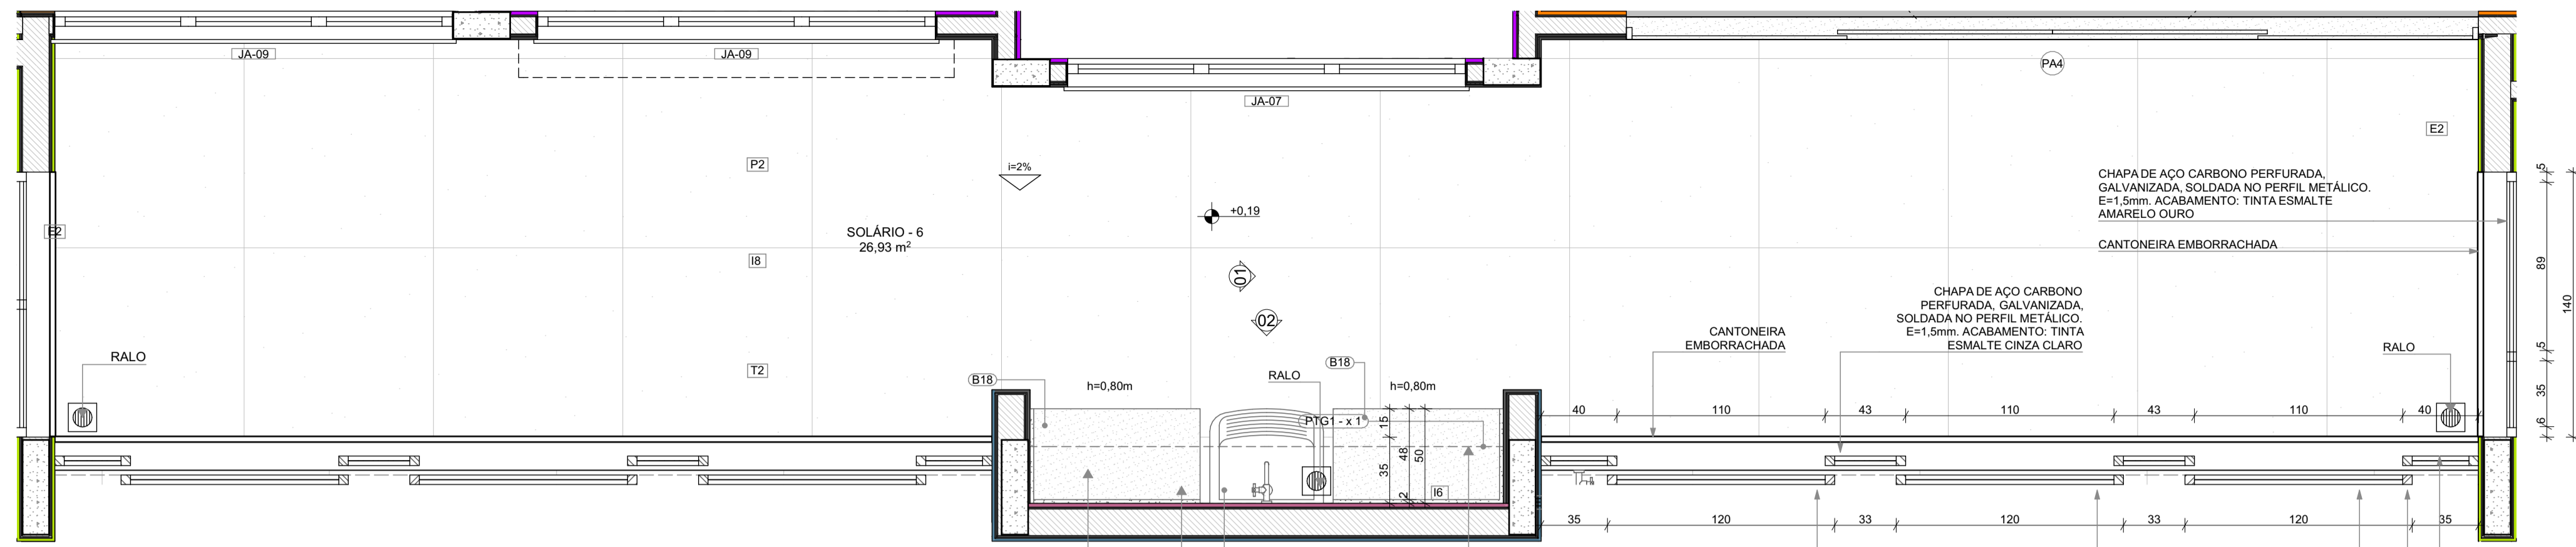 JA-09
JA-09
JA-07
PA4
E2
P2
i=2%
+0,19
E2
SOLÁRIO - 6
26,93 m²
I8
01
02
CHAPA DE AÇO CARBONO PERFURADA,
GALVANIZADA, SOLDADA NO PERFIL METÁLICO.
E=1,5mm. ACABAMENTO: TINTA ESMALTE
AMARELO OURO
CANTONEIRA EMBORRACHADA
CHAPA DE AÇO CARBONO
PERFURADA, GALVANIZADA,
SOLDADA NO PERFIL METÁLICO.
E=1,5mm. ACABAMENTO: TINTA
ESMALTE CINZA CLARO
CANTONEIRA
EMBORRACHADA
RALO
T2
B18
h=0,80m
RALO
B18
h=0,80m
RALO
PTG1 - x 1
15
35
48
50
2
I6
40
110
43
110
43
110
40
35
120
33
120
33
120
35
5
89
5
35
6
140